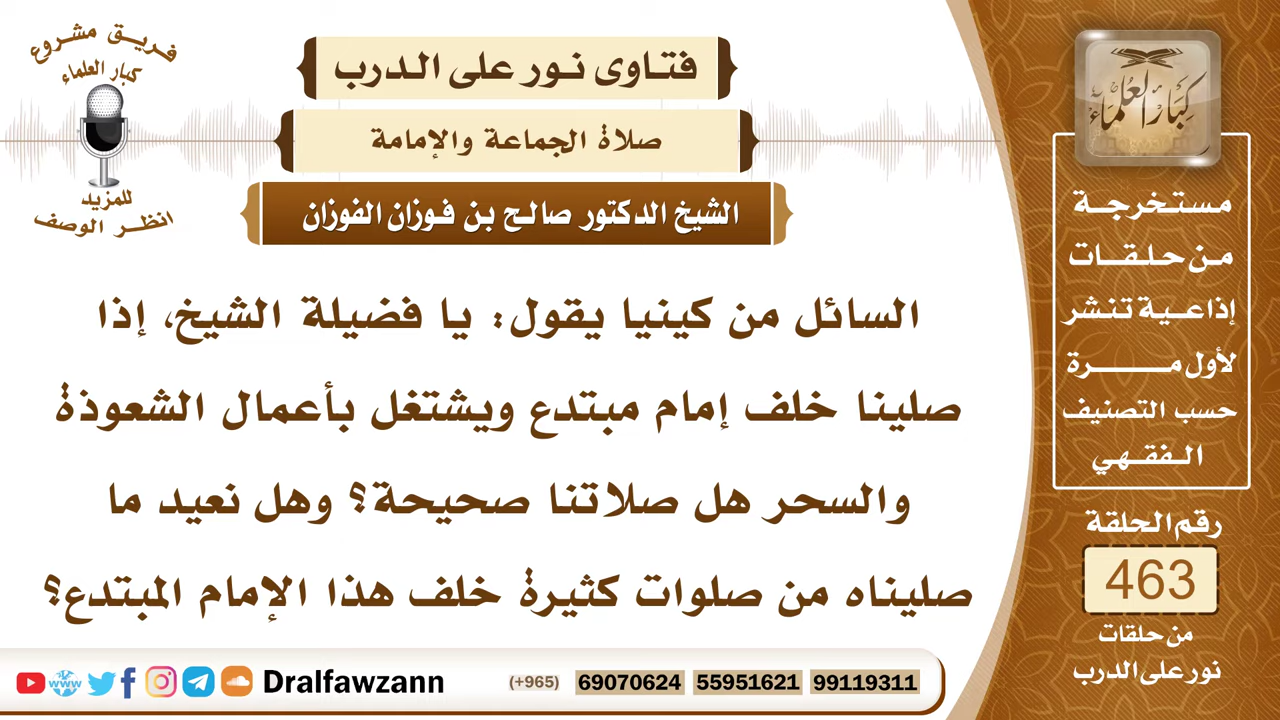 فريق مشروع
كبار العلماء
للمزيد
انظر الوصف
فتاوى نور على الدرب
صلاة الجماعة والإمامة
الشيخ الدكتور صالح بن فوزان الفوزان
السائل من كينيا يقول: يا فضيلة الشيخ، إذا
صلينا خلف إمام مبتدع ويشتغل بأعمال الشعوذة
والسحر هل صلاتنا صحيحة؟ وهل نعيد ما
صليناه من صلوات كثيرة خلف هذا الإمام المبتدع؟
كبار العلماء
مستخرجة
من حلقات
إذاعية تنشر
لأول مرة
حسب التصنيف
الفقهي
رقم الحلقة
463
من حلقات
نور على الدرب
www
Dralfawzann
(+965) 69070624 55951621 99119311